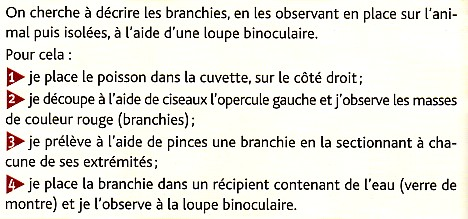 On cherche à décrire les branchies, en les observant en place sur l'ani-
mal puis isolées, à l'aide d'une loupe binoculaire.
Pour cela :
1 je place le poisson dans la cuvette, sur le côté droit ;
2 je découpe à l'aide de ciseaux l'opercule gauche et j'observe les masses
de couleur rouge (branchies) ;
3 je prélève à l'aide de pinces une branchie en la sectionnant à cha-
cune de ses extrémités ;
4 je place la branchie dans un récipient contenant de l'eau (verre de
montre) et je l'observe à la loupe binoculaire.